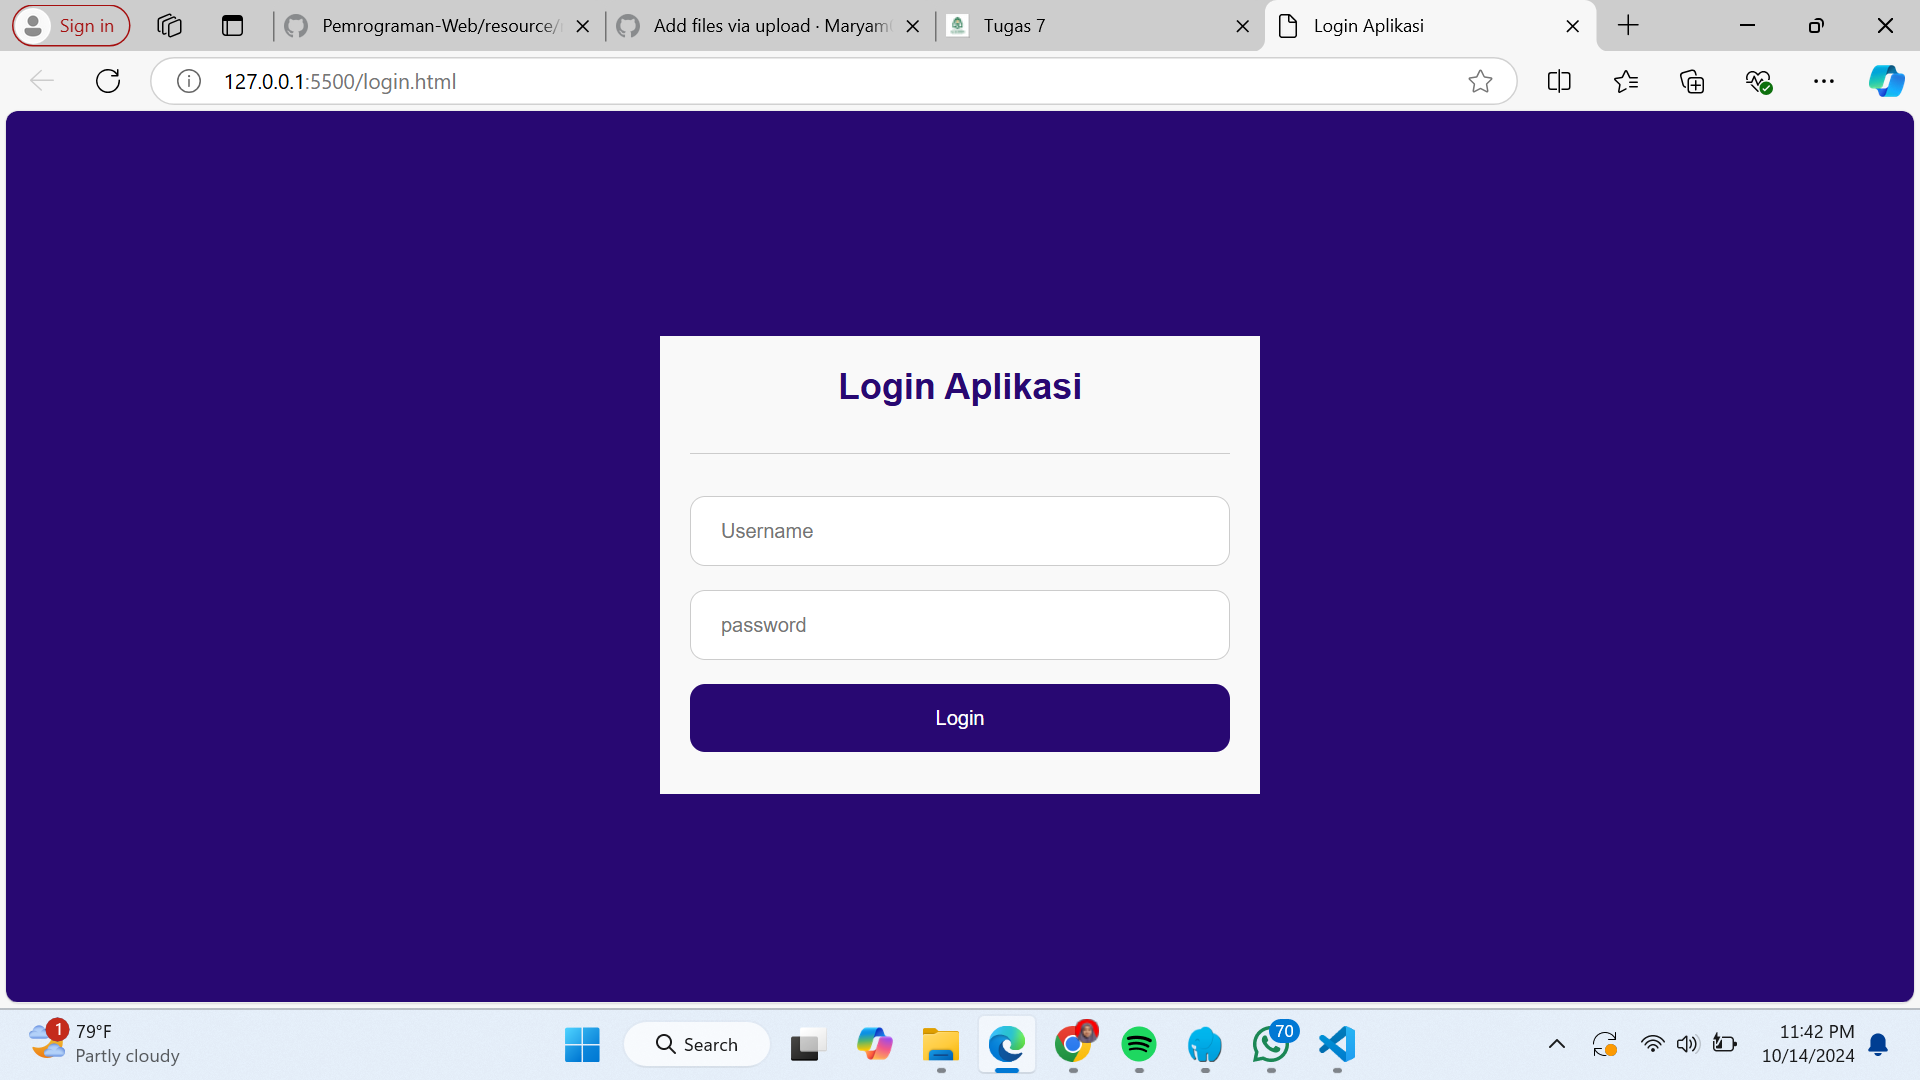 Sign in
Pemrograman-Web/resource/
Add files via upload · Maryam
Tugas 7
Login Aplikasi
127.0.0.1:5500/login.html
Login Aplikasi
Username
password
Login
1
79°F
Partly cloudy
Search
70
11:42 PM
10/14/2024